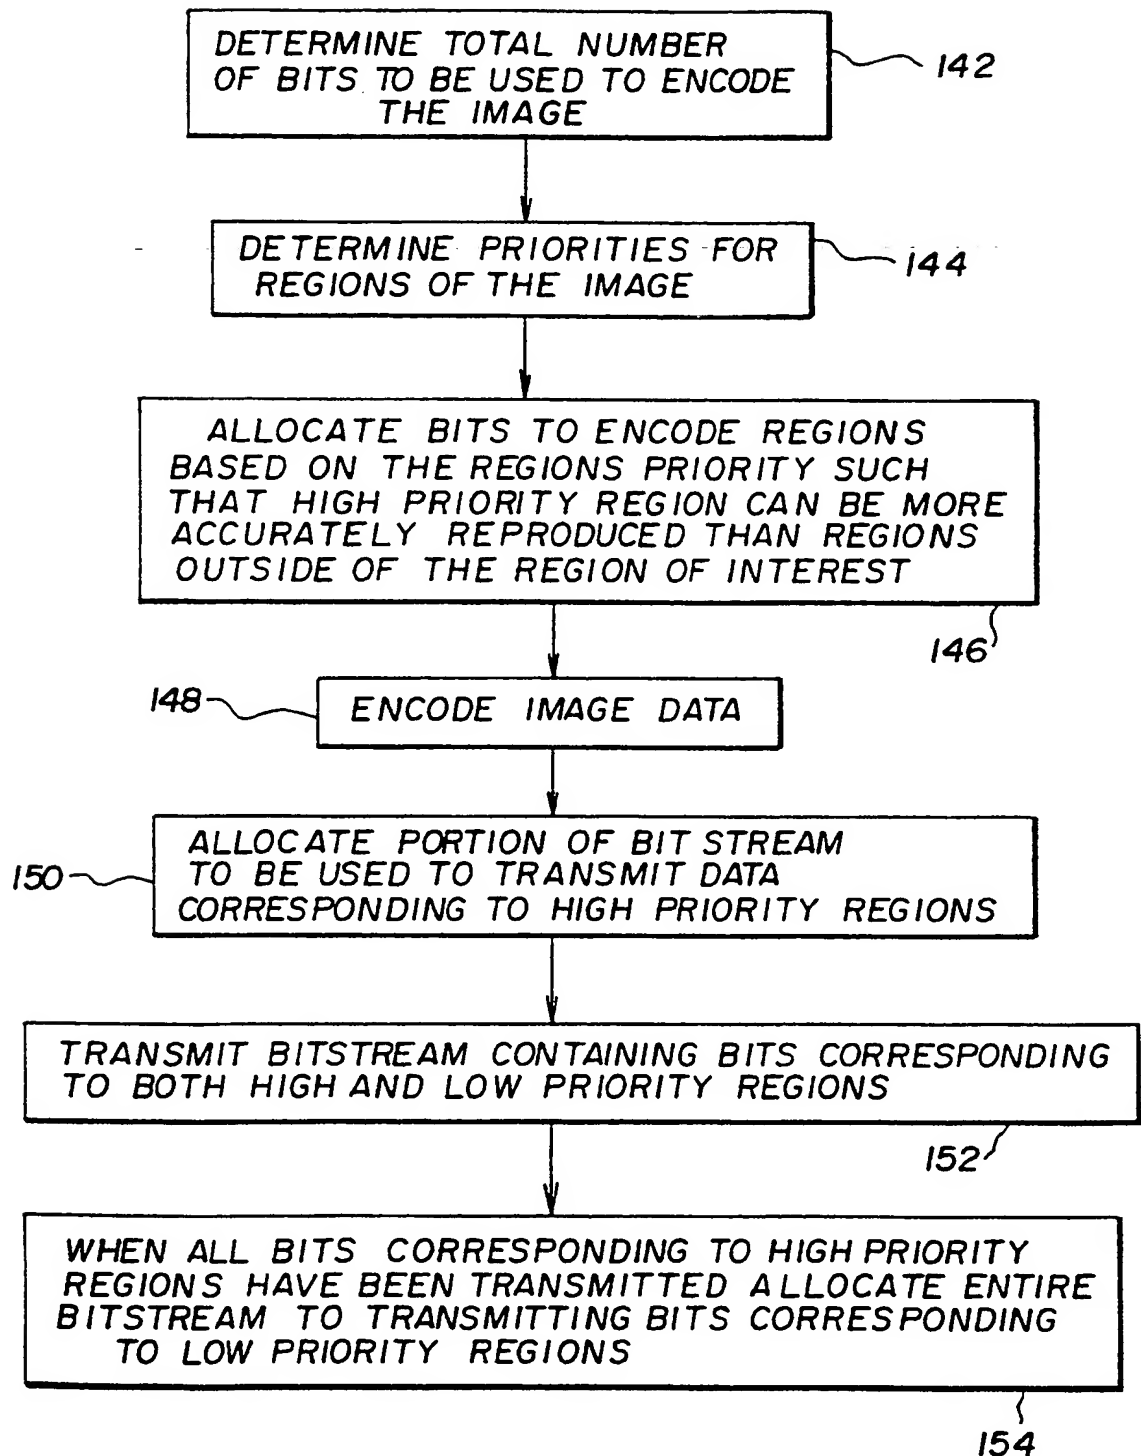 DETERMINE TOTAL NUMBER
OF BITS TO BE USED TO ENCODE
THE IMAGE
142
DETERMINE PRIORITIES FOR
REGIONS OF THE IMAGE
144
ALLOCATE BITS TO ENCODE REGIONS
BASED ON THE REGIONS PRIORITY SUCH
THAT HIGH PRIORITY REGION CAN BE MORE
ACCURATELY REPRODUCED THAN REGIONS
OUTSIDE OF THE REGION OF INTEREST
146
148
ENCODE IMAGE DATA
ALLOCATE PORTION OF BIT STREAM
TO BE USED TO TRANSMIT DATA
CORRESPONDING TO HIGH PRIORITY REGIONS
150
TRANSMIT BITSTREAM CONTAINING BITS CORRESPONDING
TO BOTH HIGH AND LOW PRIORITY REGIONS
152
WHEN ALL BITS CORRESPONDING TO HIGH PRIORITY
REGIONS HAVE BEEN TRANSMITTED ALLOCATE ENTIRE
BITSTREAM TO TRANSMITTING BITS CORRESPONDING
TO LOW PRIORITY REGIONS
154